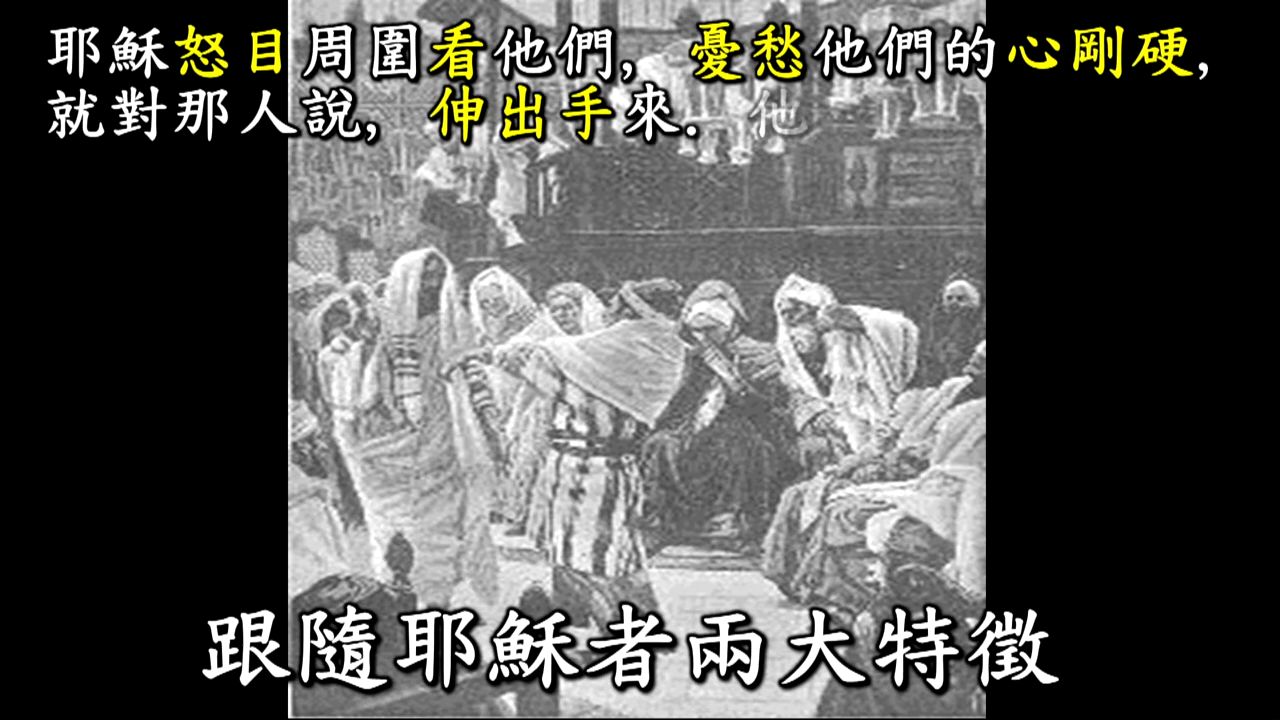 耶穌怒目周圍看他們, 憂愁他們的心剛硬,
就對那人說, 伸出手來. 他
跟隨耶穌者兩大特徵